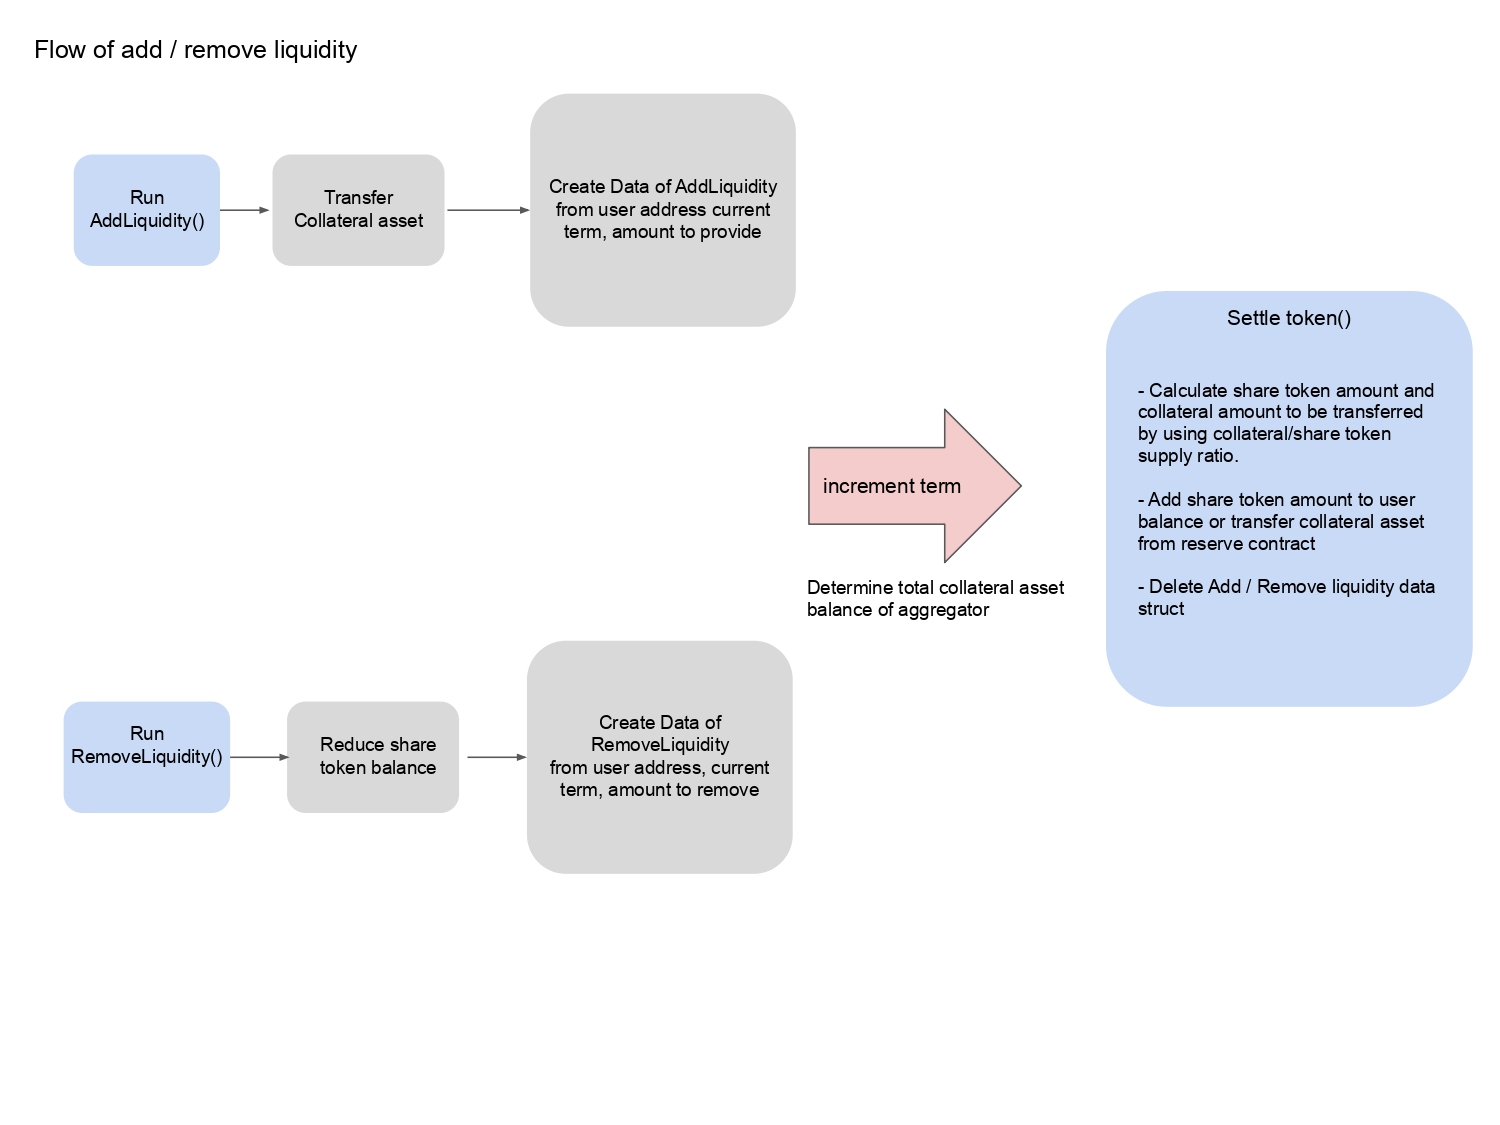 Flow of add / remove liquidity
Run
AddLiquidity()
Transfer
Collateral asset
Create Data of AddLiquidity
from user address current
term, amount to provide
increment term
Determine total collateral asset
balance of aggregator
Settle token()
- Calculate share token amount and
collateral amount to be transferred
by using collateral/share token
supply ratio.
- Add share token amount to user
balance or transfer collateral asset
from reserve contract
- Delete Add / Remove liquidity data
struct
Run
RemoveLiquidity()
Reduce share
token balance
Create Data of
RemoveLiquidity
from user address, current
term, amount to remove